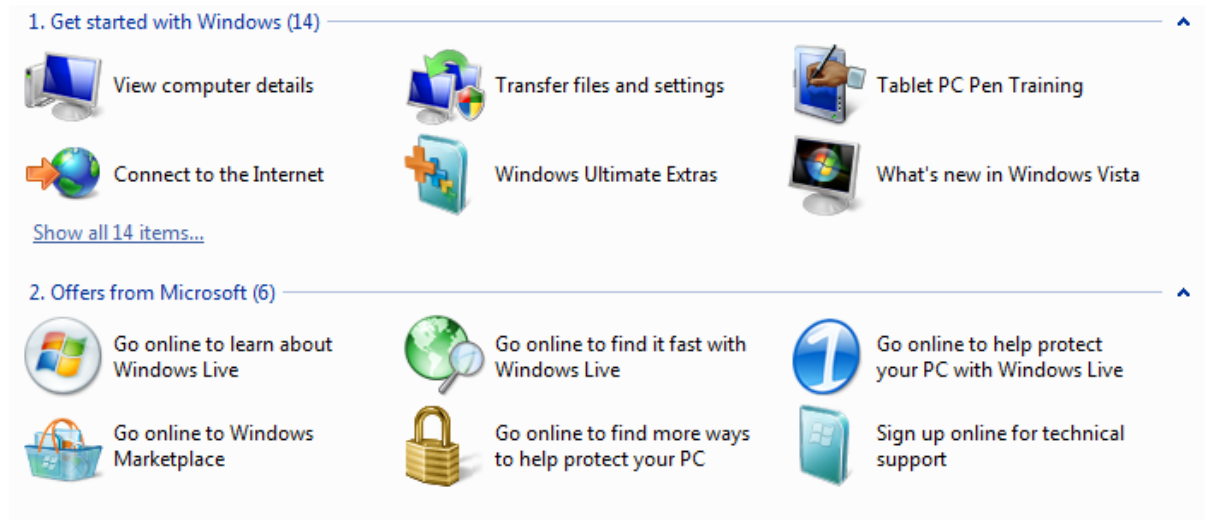 1. Get started with Windows (14)
View computer details
Transfer files and settings
Tablet PC Pen Training
Connect to the Internet
Windows Ultimate Extras
What's new in Windows Vista
Show all 14 items...
2. Offers from Microsoft (6)
Go online to learn about
Windows Live
Go online to find it fast with
Windows Live
Go online to help protect
your PC with Windows Live
Go online to Windows
Marketplace
Go online to find more ways
to help protect your PC
Sign up online for technical
support